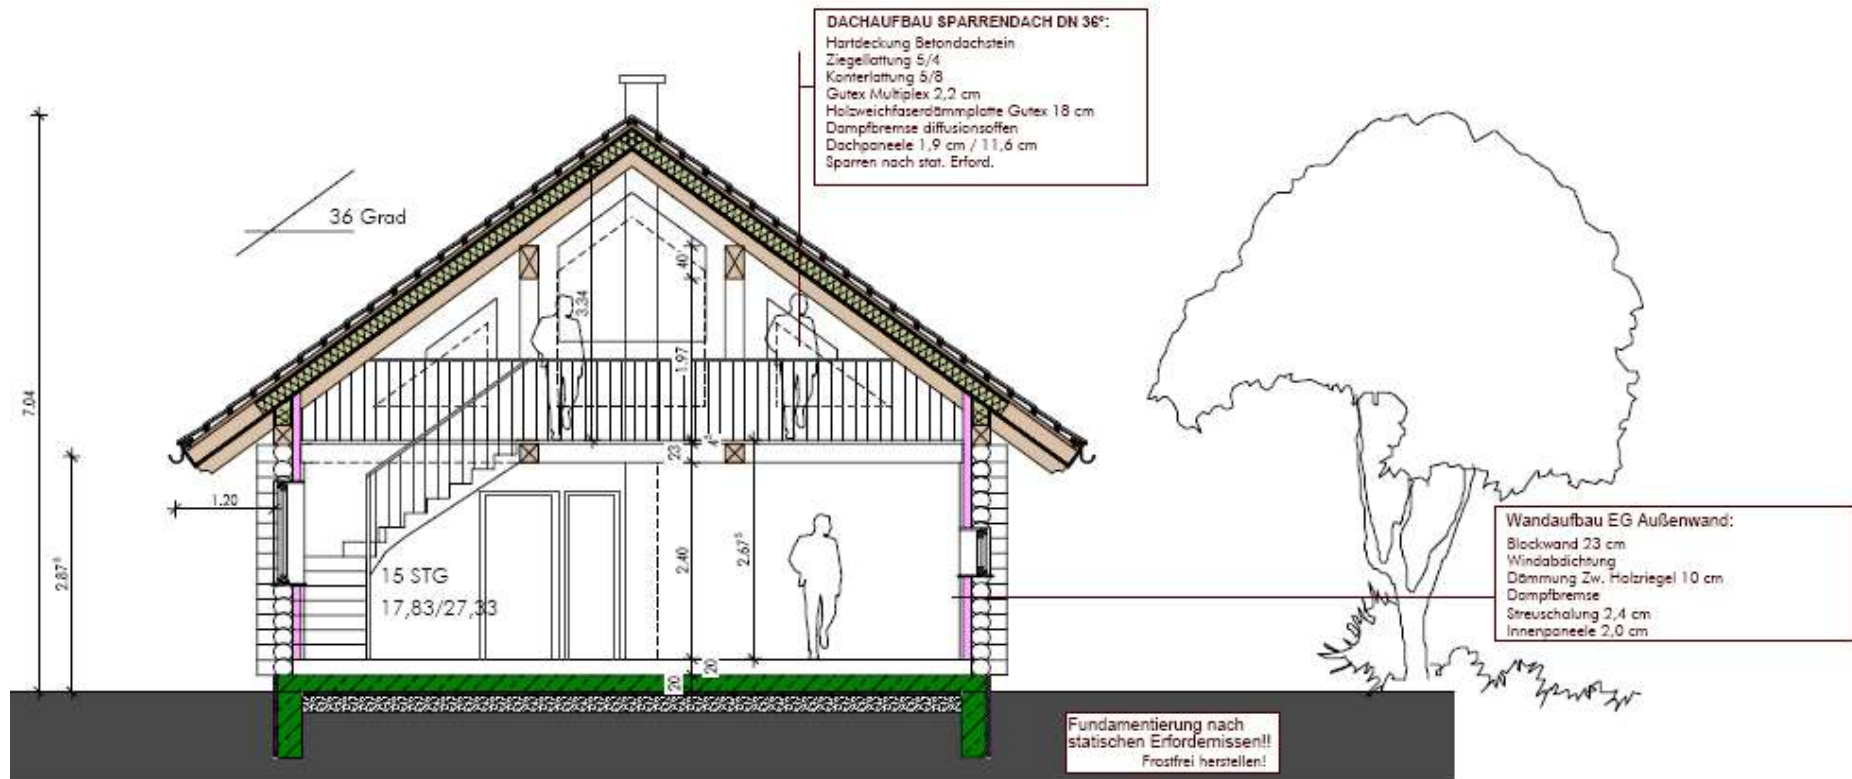 DACHAUFBAU SPARRENDACH DN 36°:
Hartdeckung Betondachstein
Ziegellattung 5/4
Konterlattung 5/8
Gutex Multiplex 2,2 cm
Holzweichfaserdämmplatte Gutex 18 cm
Dampfbremse diffusionsoffen
Dachpaneele 1,9 cm / 11,6 cm
Sparren nach stat. Erford.
36 Grad
40
3.34
7.04
1.97
4⁵
23
1.20
2.87⁵
2.40
2.67⁵
15 STG
17,83/27,33
20
20
Wandaufbau EG Außenwand:
Blockwand 23 cm
Windabdichtung
Dämmung Zw. Holzriegel 10 cm
Dampfbremse
Streuschalung 2,4 cm
Innenpaneele 2,0 cm
Fundamentierung nach
statischen Erfordernissen!!
Frostfrei herstellen!